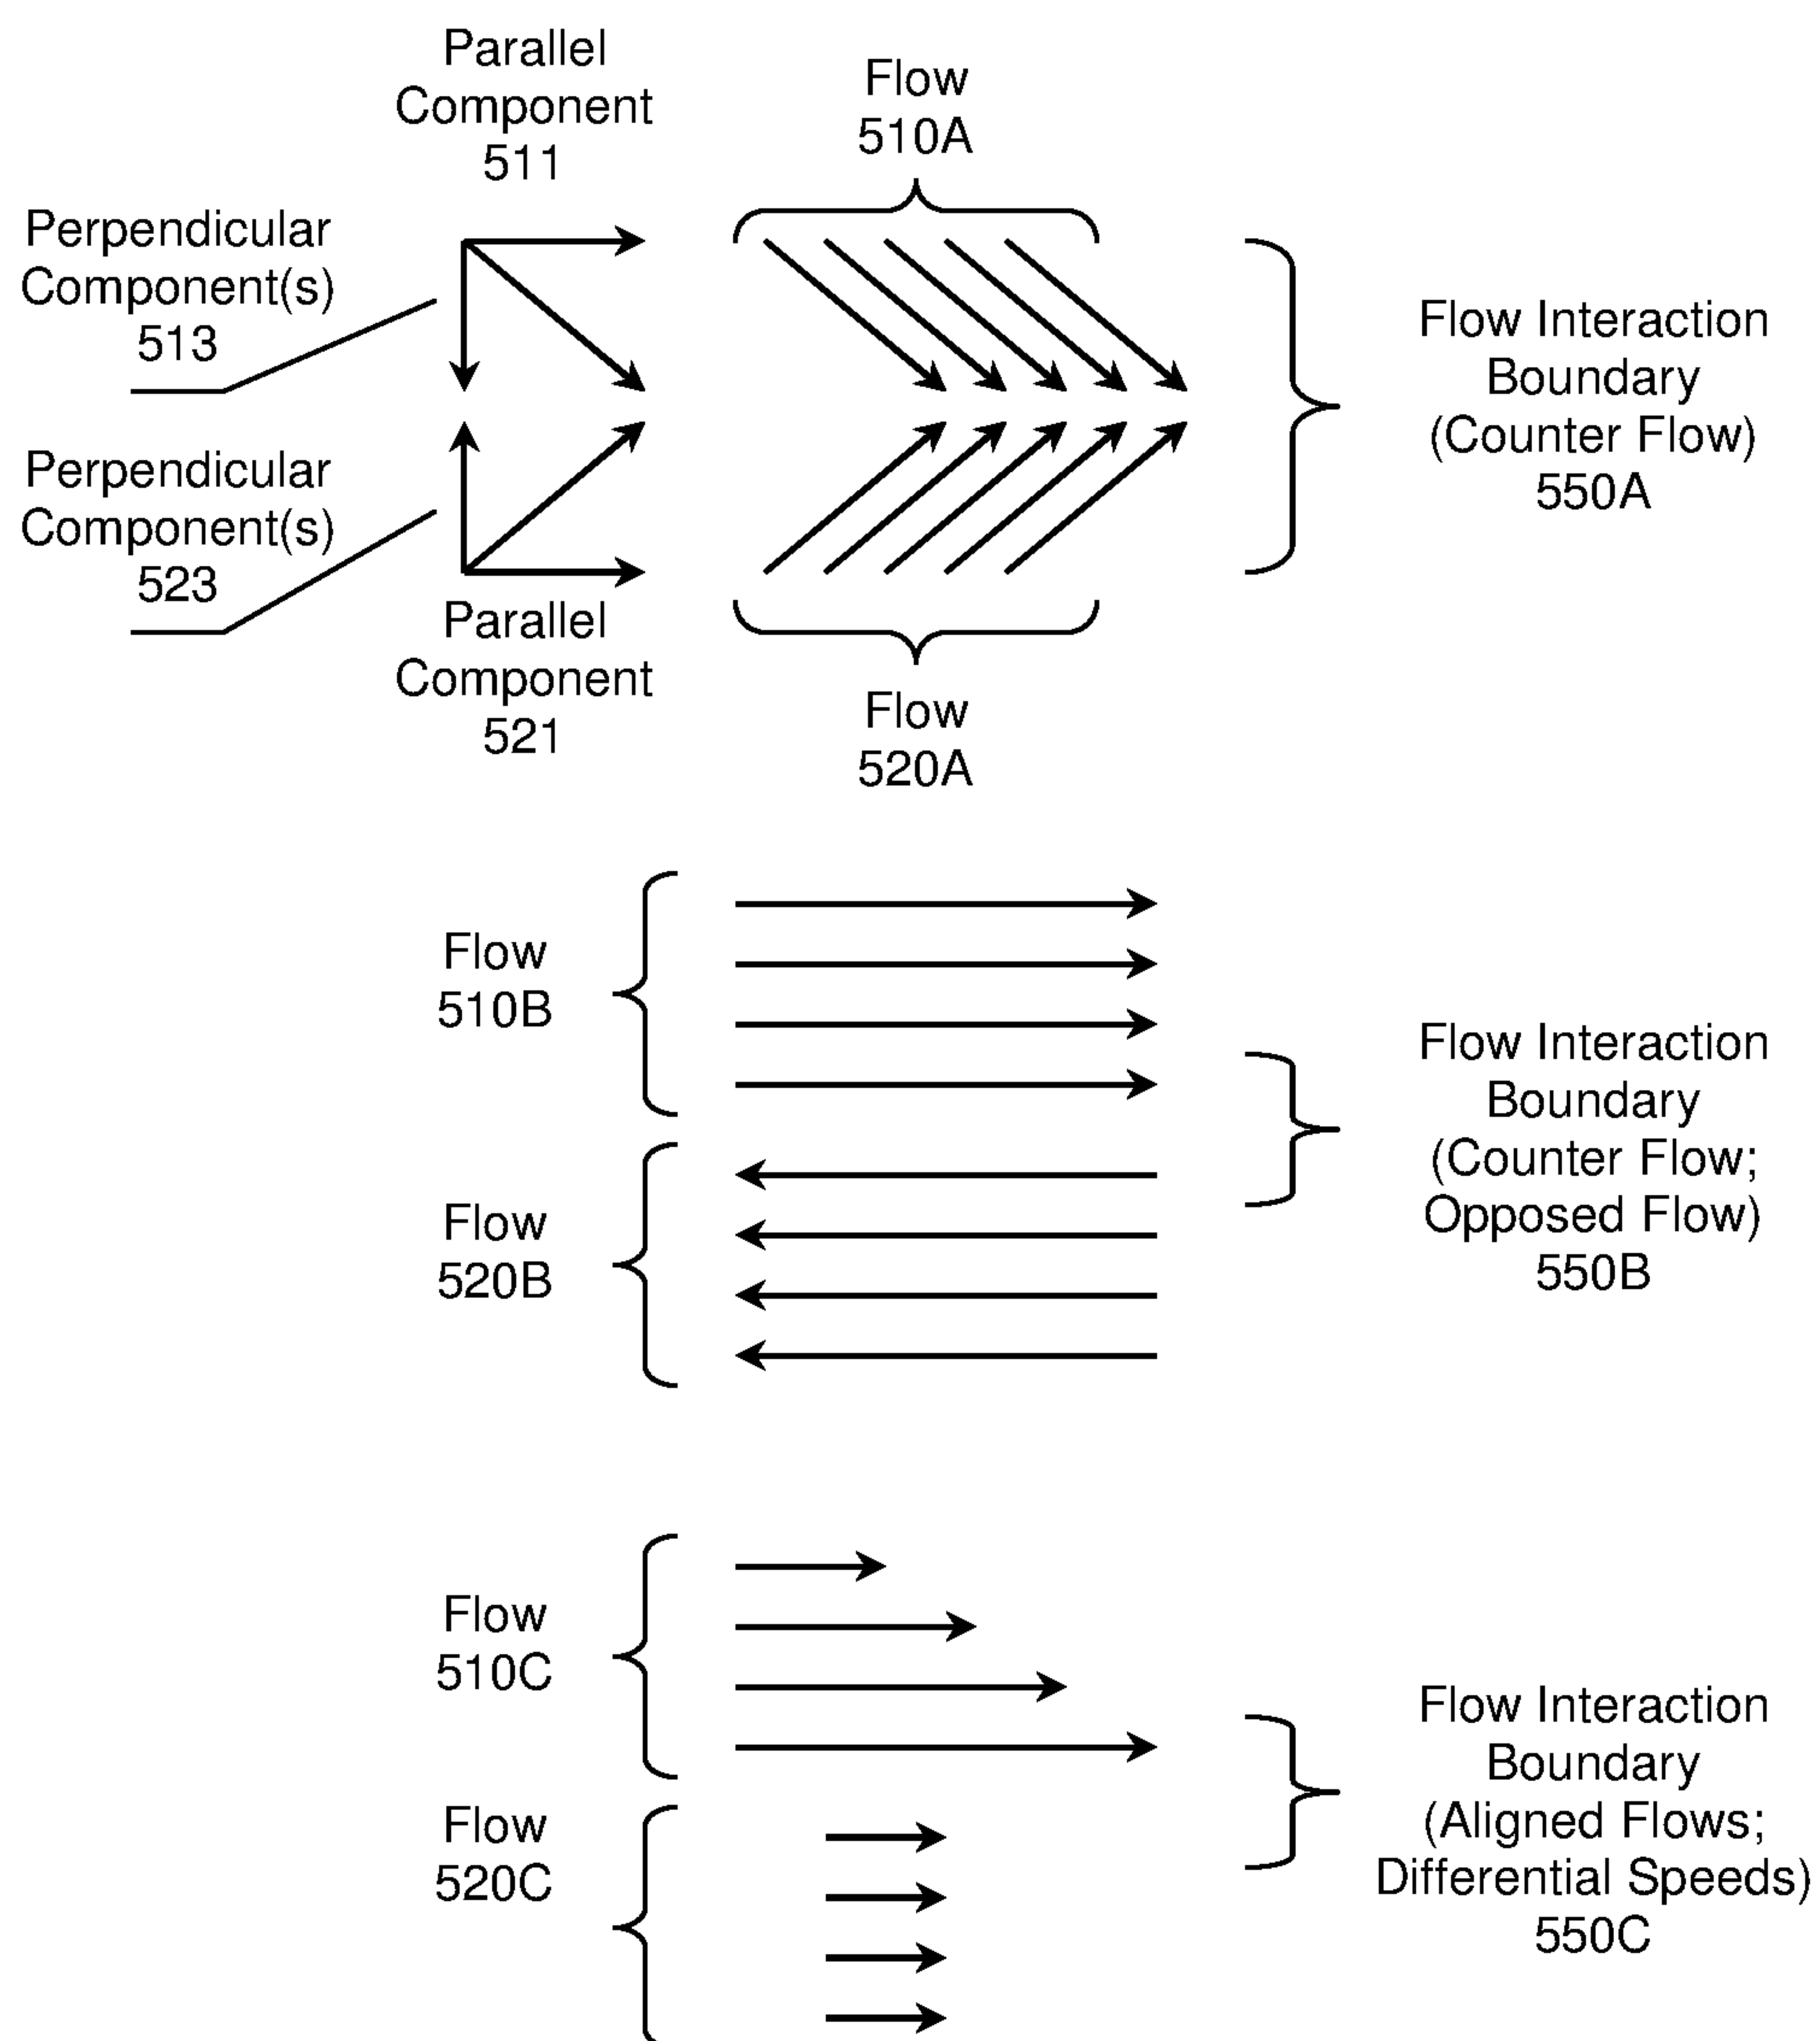 Parallel
Component
511
Flow
510A
Perpendicular
Component(s)
513
Flow Interaction
Boundary
(Counter Flow)
550A
Perpendicular
Component(s)
523
Parallel
Component
521
Flow
520A
Flow
510B
Flow Interaction
Boundary
(Counter Flow;
Opposed Flow)
550B
Flow
520B
Flow
510C
Flow Interaction
Boundary
(Aligned Flows;
Differential Speeds)
550C
Flow
520C